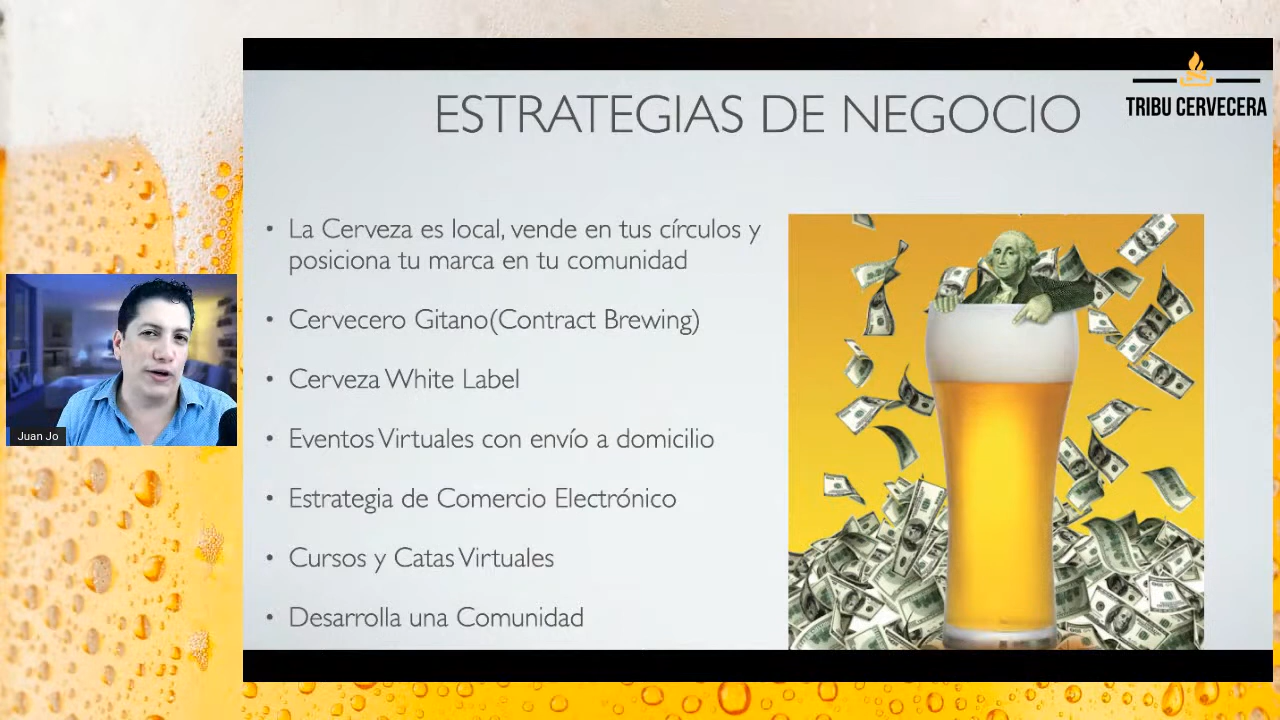 ESTRATEGIAS DE NEGOCIO
TRIBU CERVECERA
• La Cerveza es local, vende en tus círculos y
posiciona tu marca en tu comunidad
• Cervecero Gitano(Contract Brewing)
• Cerveza White Label
• Eventos Virtuales con envío a domicilio
• Estrategia de Comercio Electrónico
• Cursos y Catas Virtuales
• Desarrolla una Comunidad
Juan Jo